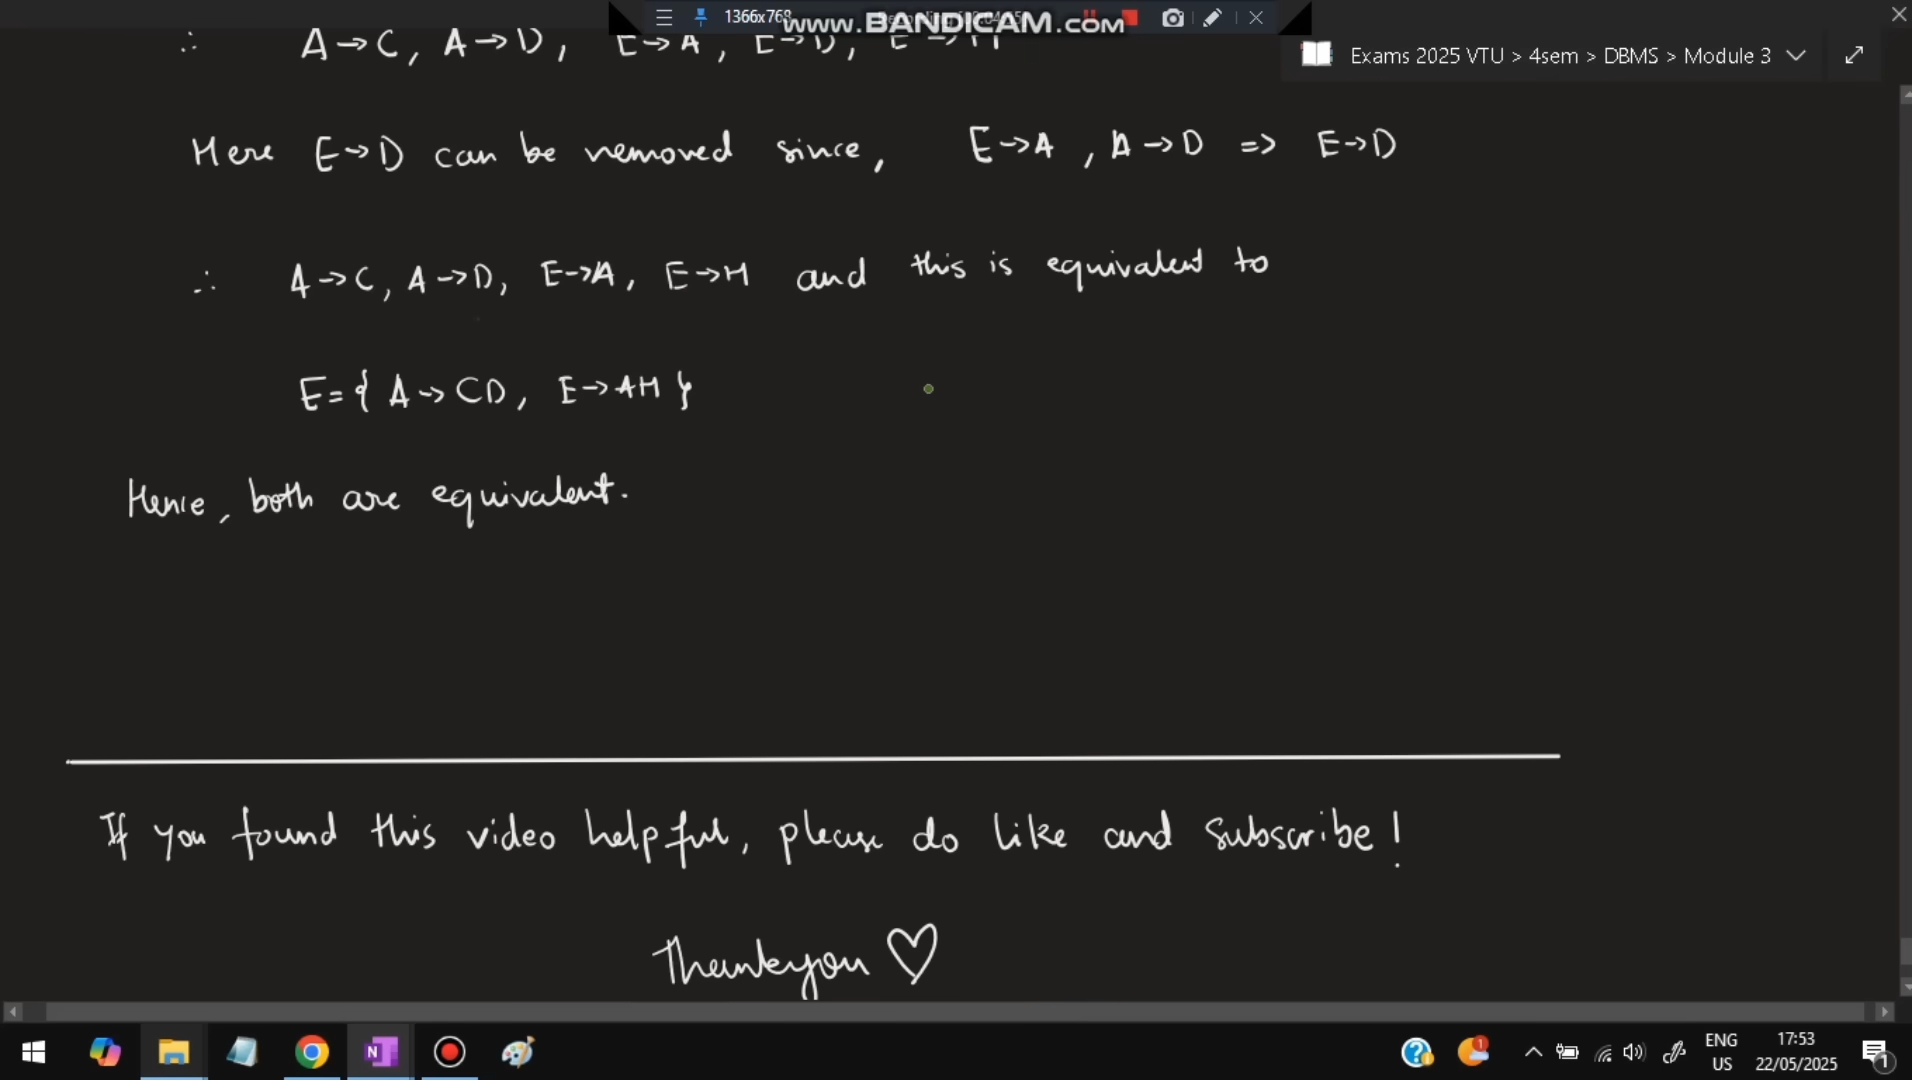 1366x768
www.BANDICAM.com
∴ A→C, A→D, E→A, E→D, E→H
Exams 2025 VTU > 4sem > DBMS > Module 3
Here E→D can be removed since, E→A, A→D => E→D
∴ A→C, A→D, E→A, E→H and this is equivalent to
E={ A→CD, E→AH }
Hence, both are equivalent.
If you found this video helpful, please do like and subscribe!
Thankyou ♡
ENG
US
17:53
22/05/2025
1
1